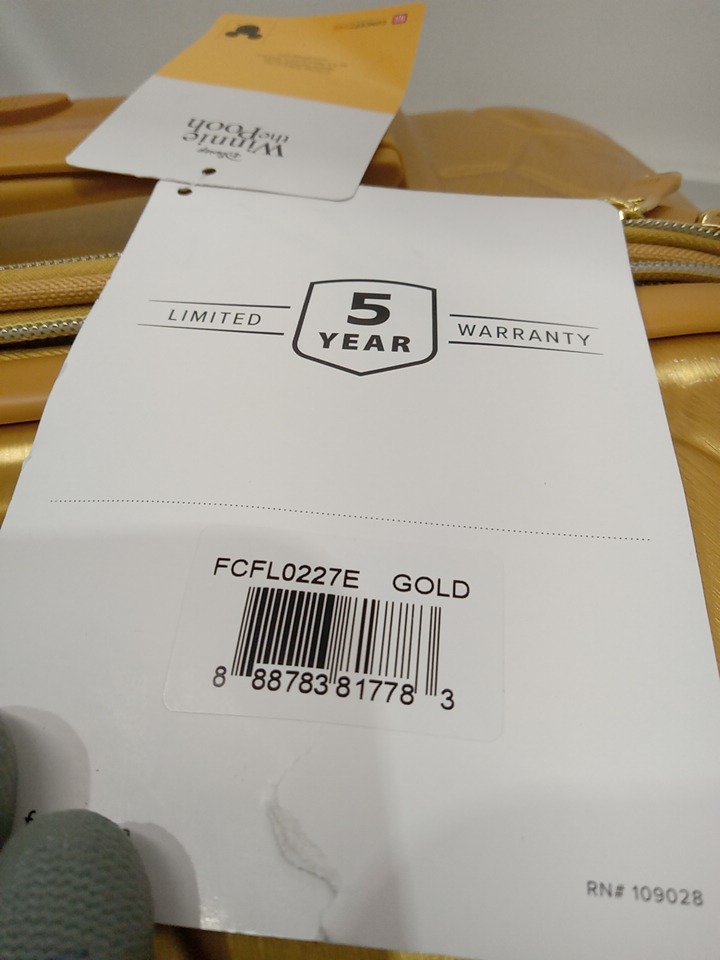 Disney
Winnie
the Pooh
LIMITED
5
YEAR
WARRANTY
FCFL0227E GOLD
8 88783 81778 3
RN# 109028